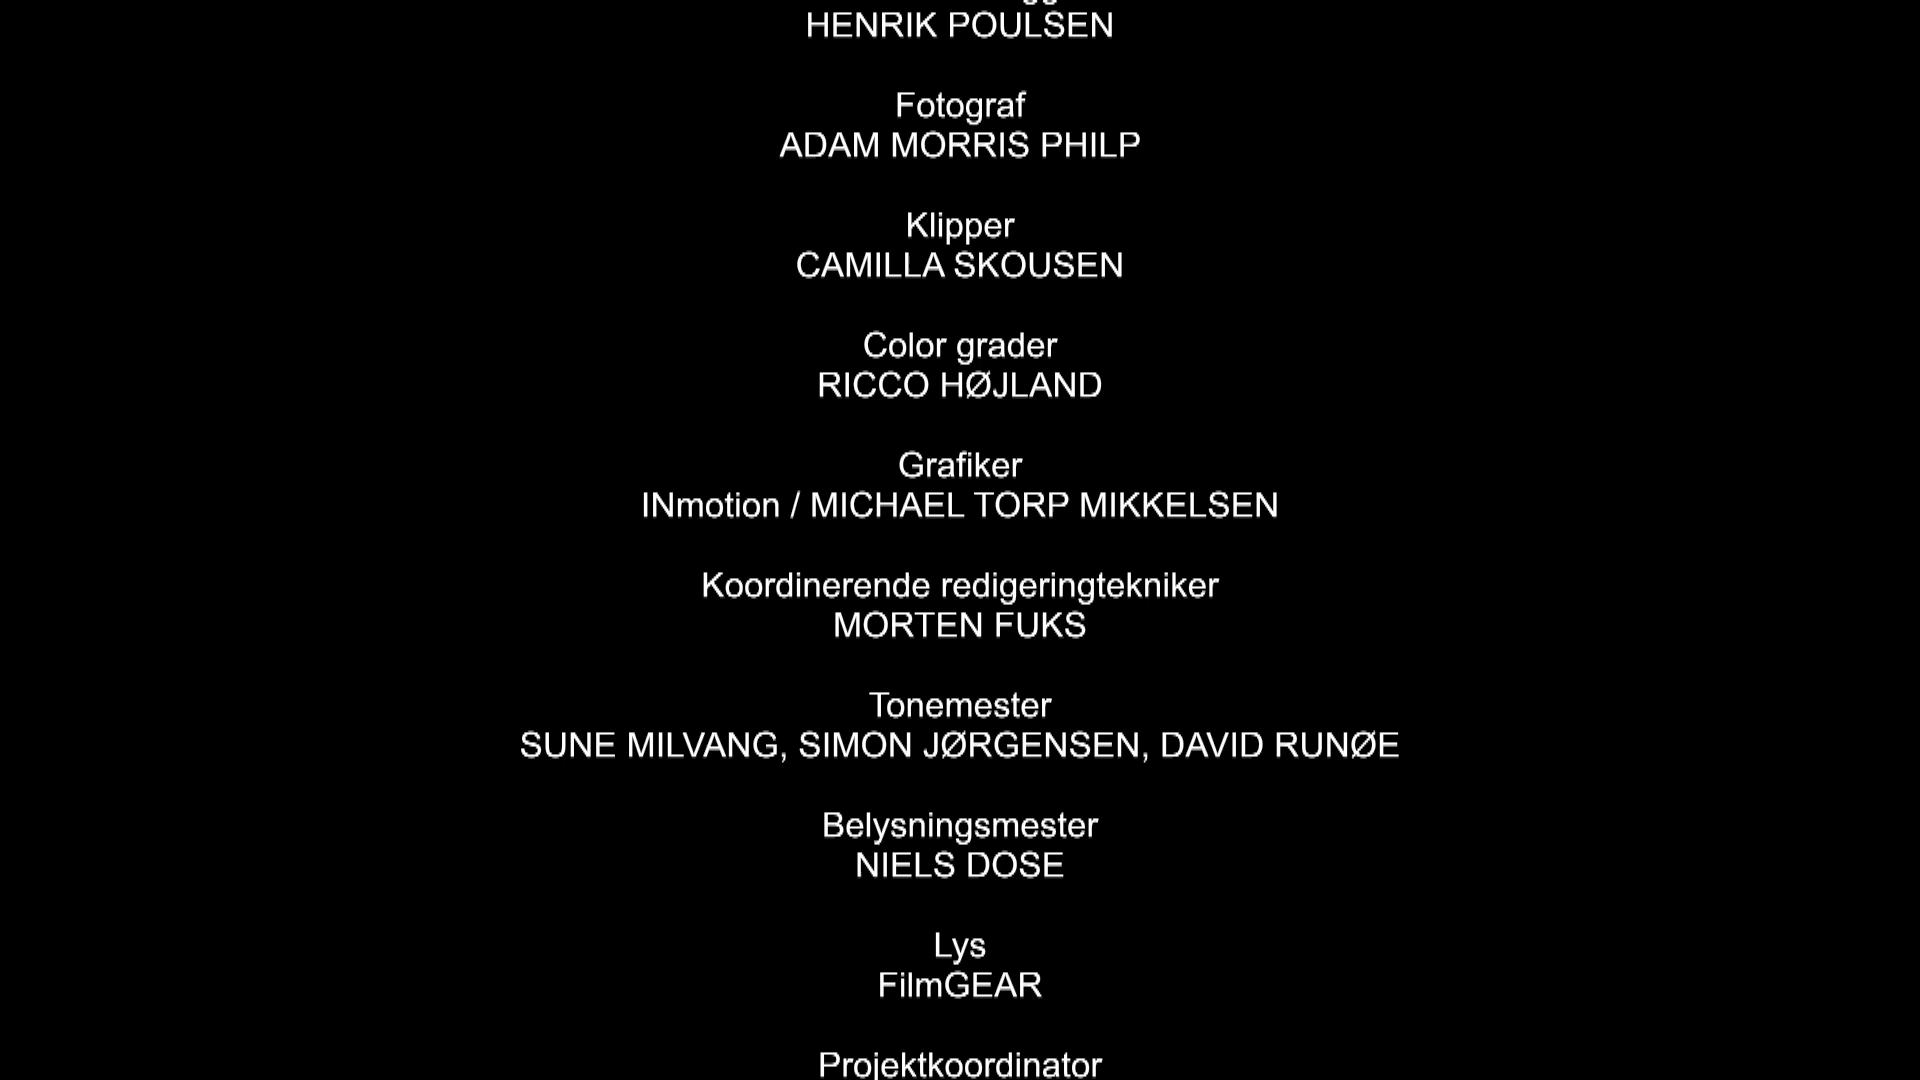 HENRIK POULSEN
Fotograf
ADAM MORRIS PHILP
Klipper
CAMILLA SKOUSEN
Color grader
RICCO HØJLAND
Grafiker
INmotion / MICHAEL TORP MIKKELSEN
Koordinerende redigeringtekniker
MORTEN FUKS
Tonemester
SUNE MILVANG, SIMON JØRGENSEN, DAVID RUNØE
Belysningsmester
NIELS DOSE
Lys
FilmGEAR
Projektkoordinator